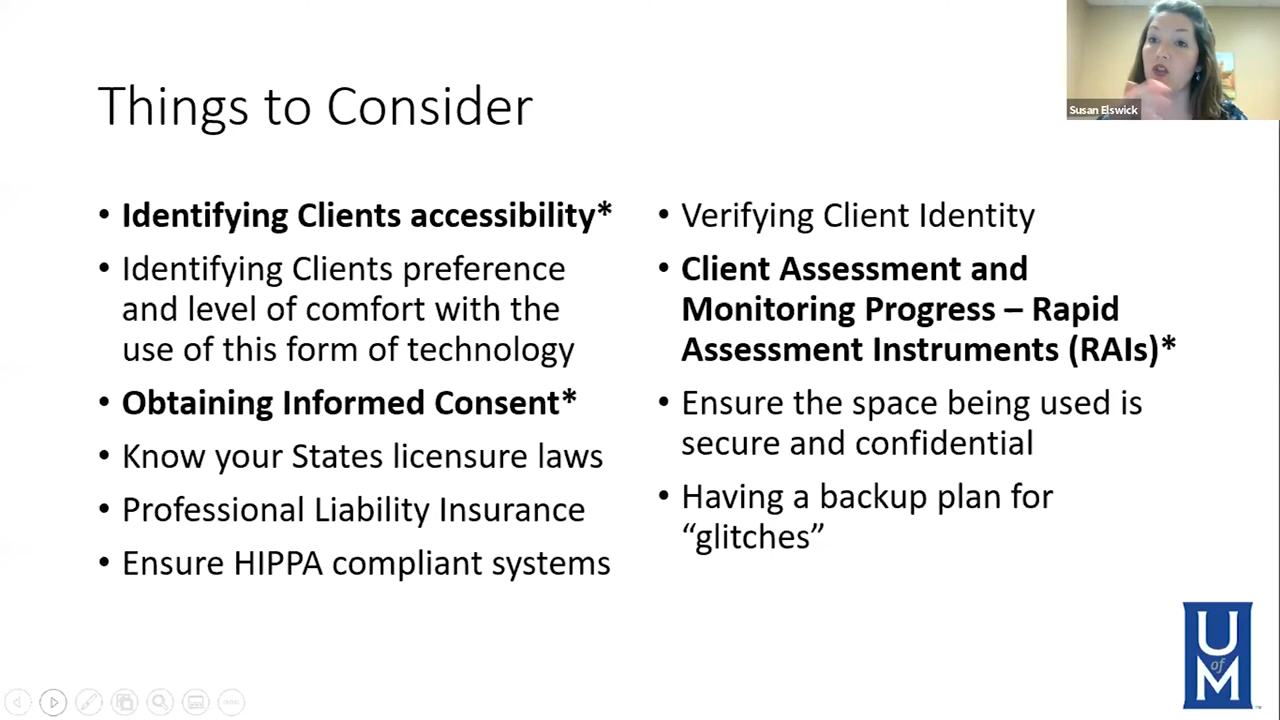 Susan Elswick
Things to Consider
• Identifying Clients accessibility*
• Identifying Clients preference
and level of comfort with the
use of this form of technology
• Obtaining Informed Consent*
• Know your States licensure laws
• Professional Liability Insurance
• Ensure HIPPA compliant systems
• Verifying Client Identity
• Client Assessment and
Monitoring Progress – Rapid
Assessment Instruments (RAIs)*
• Ensure the space being used is
secure and confidential
• Having a backup plan for
“glitches”
U
of
M